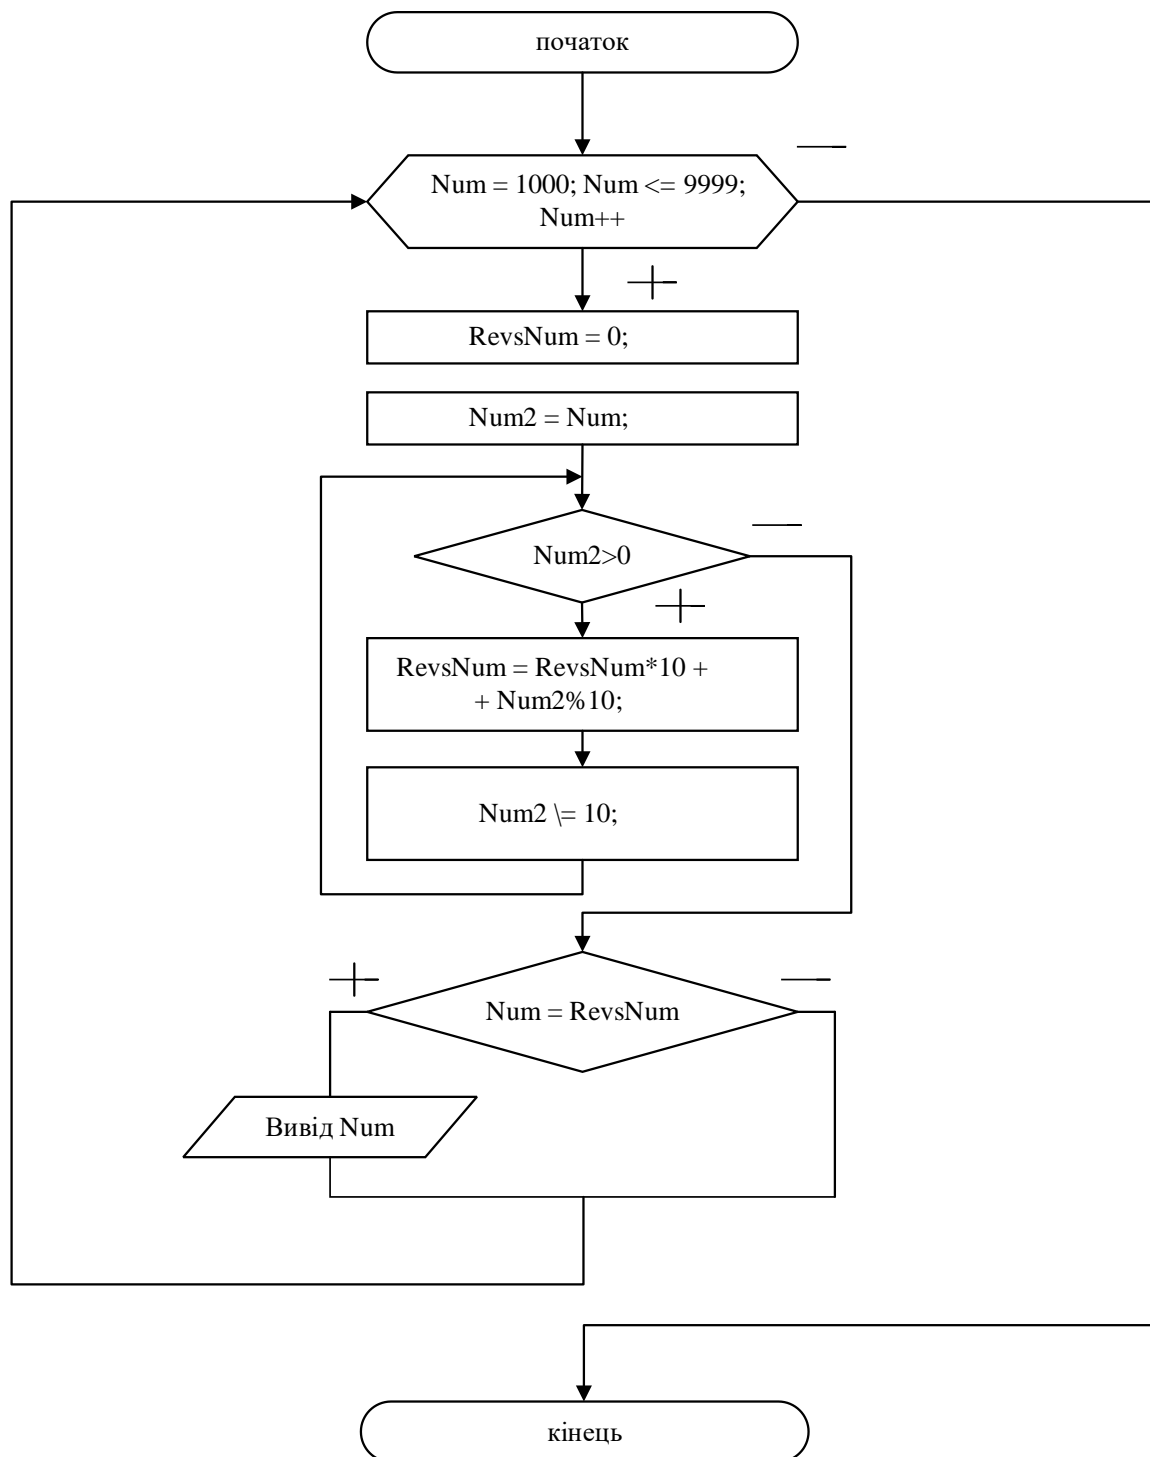 початок
Num = 1000; Num <= 9999;
Num++
RevsNum = 0;
Num2 = Num;
Num2>0
RevsNum = RevsNum*10 +
+ Num2%10;
Num2 \= 10;
Num = RevsNum
Вивід Num
кінець